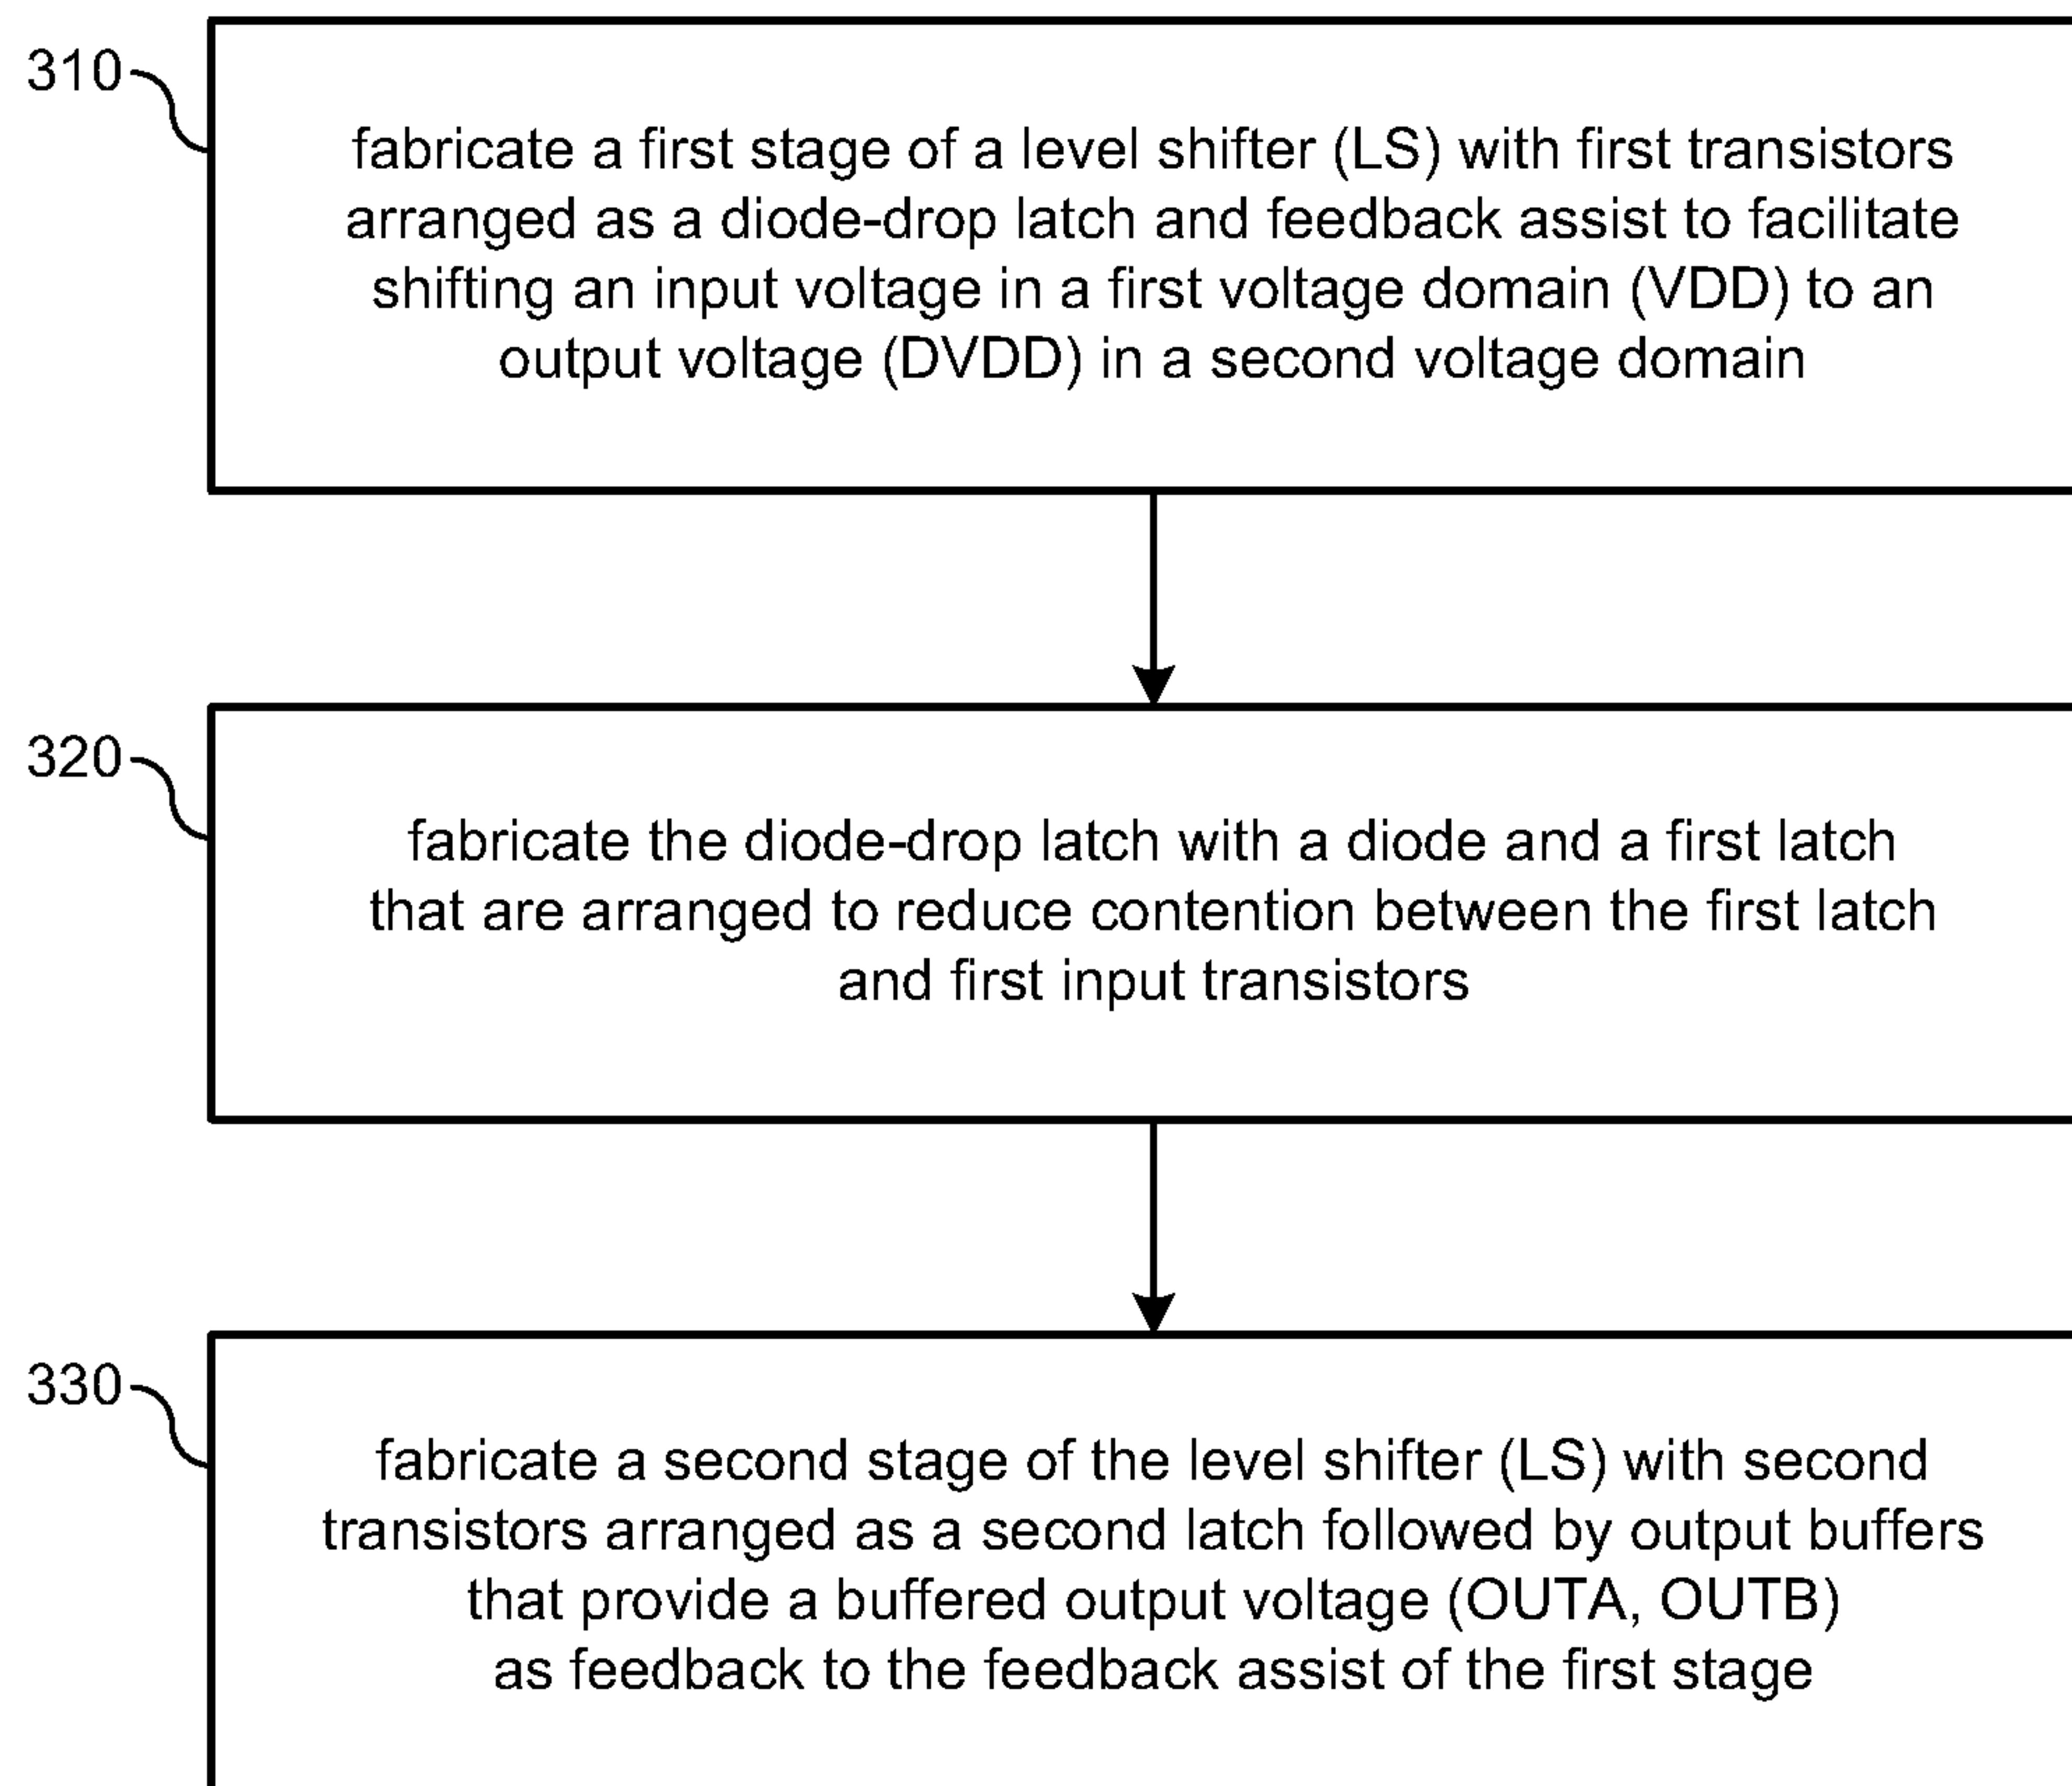 310
fabricate a first stage of a level shifter (LS) with first transistors
arranged as a diode-drop latch and feedback assist to facilitate
shifting an input voltage in a first voltage domain (VDD) to an
output voltage (DVDD) in a second voltage domain
320
fabricate the diode-drop latch with a diode and a first latch
that are arranged to reduce contention between the first latch
and first input transistors
330
fabricate a second stage of the level shifter (LS) with second
transistors arranged as a second latch followed by output buffers
that provide a buffered output voltage (OUTA, OUTB)
as feedback to the feedback assist of the first stage